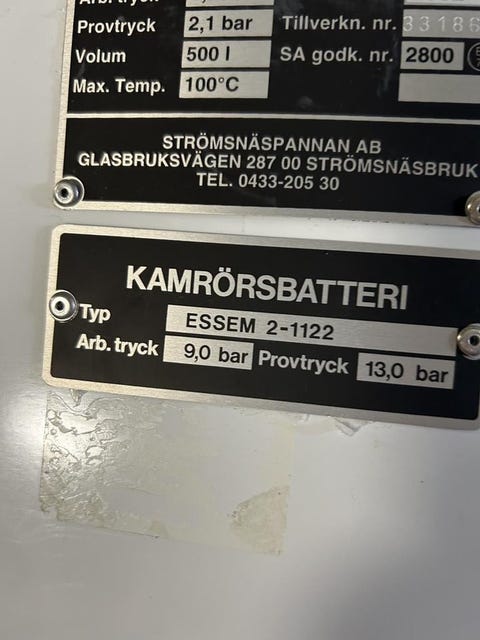 Provtryck 2,1 bar Tillverkn. nr. 33186
Volum 500 l SA godk. nr. 2800
Max. Temp. 100°C
STRÖMSNÄSPANNAN AB
GLASBRUKSVÄGEN 287 00 STRÖMSNÄSBRUK
TEL. 0433-205 30
KAMRÖRSBATTERI
Typ ESSEM 2-1122
Arb. tryck 9,0 bar Provtryck 13,0 bar